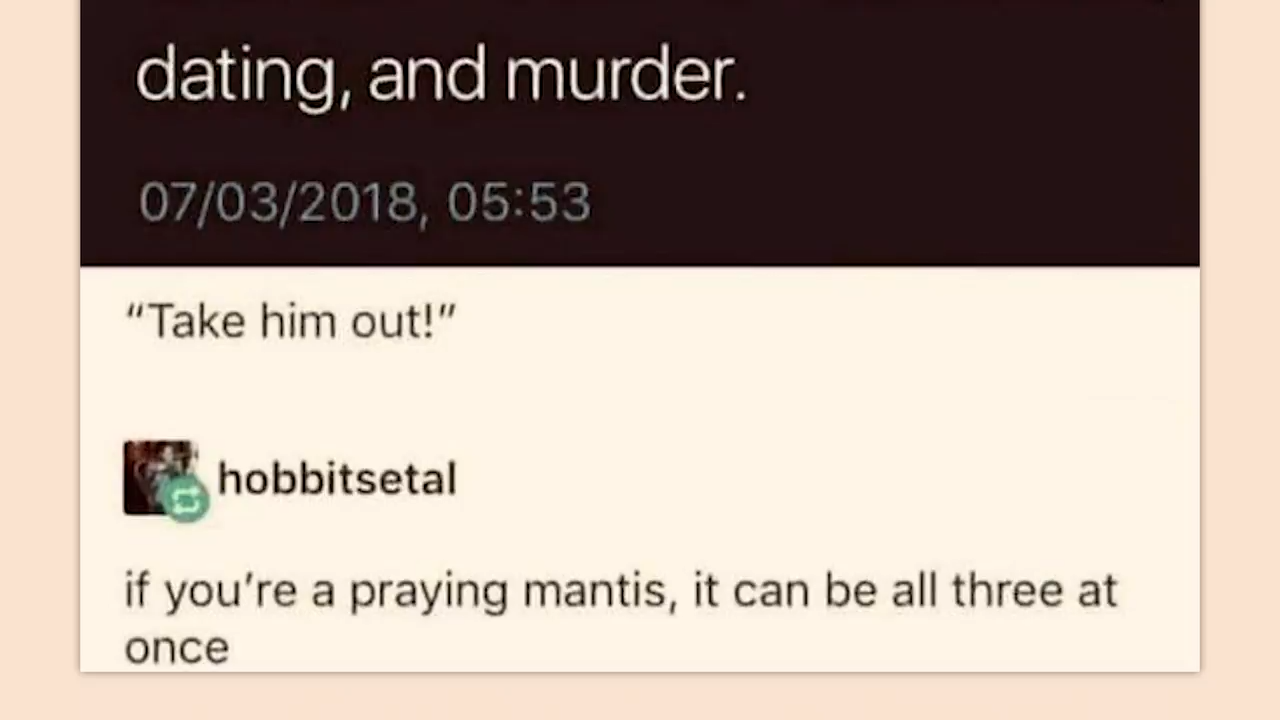 dating, and murder.
07/03/2018, 05:53
“Take him out!”
hobbitsetal
if you’re a praying mantis, it can be all three at
once